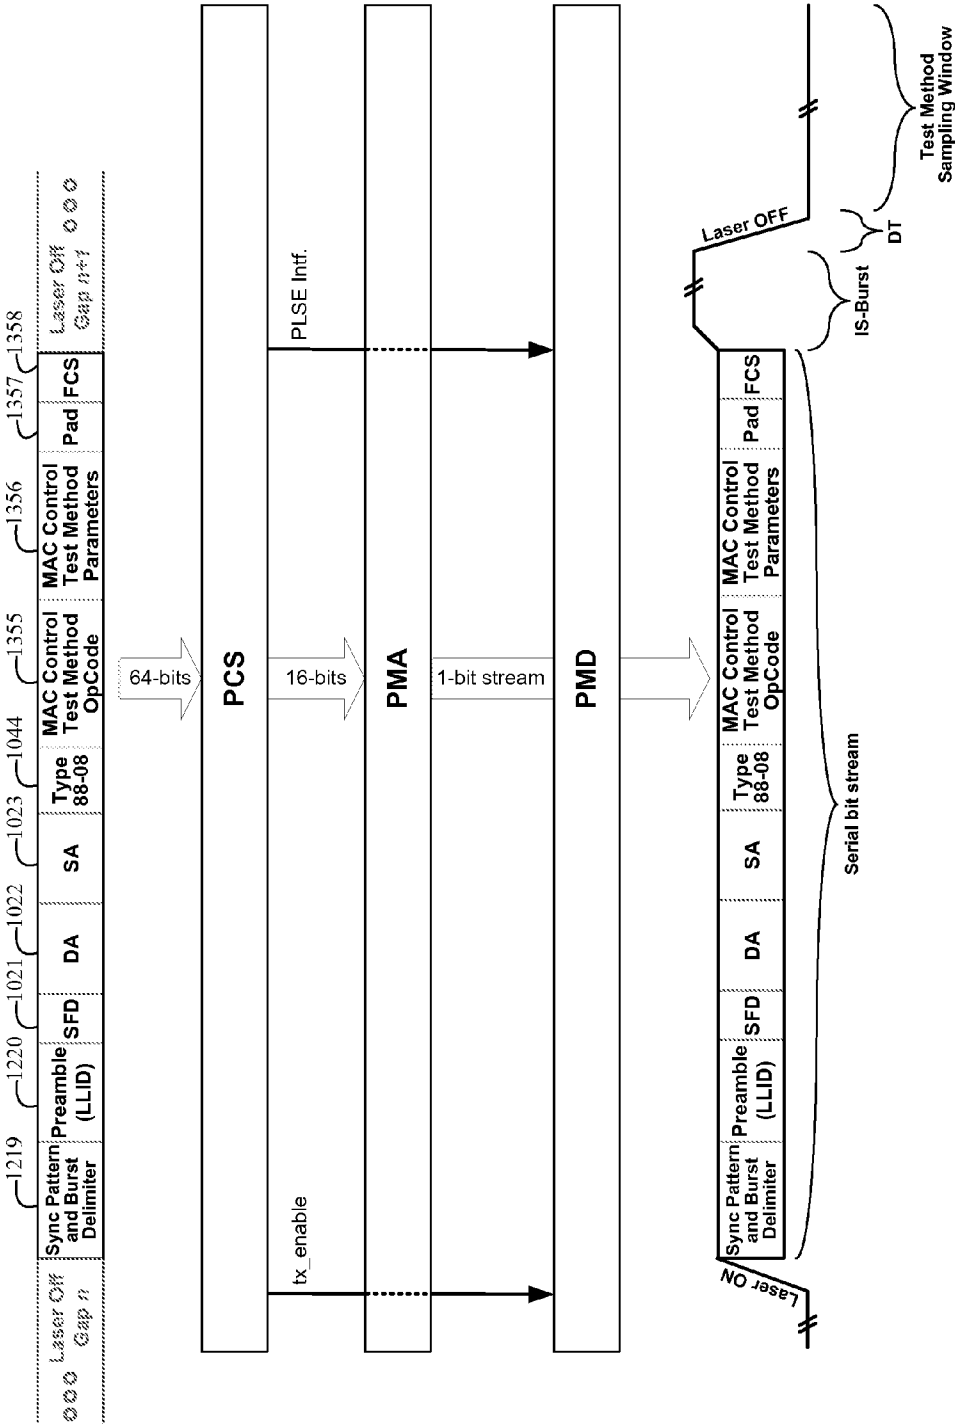 1219
1220
1021
1022
1023
1044
1355
1356
1357
1358
Laser Off
Gap n
Sync Pattern
and Burst
Delimiter
Preamble
(LLID)
SFD
DA
SA
Type
88-08
MAC Control
Test Method
OpCode
MAC Control
Test Method
Parameters
Pad
FCS
Laser Off
Gap n+1
64-bits
PCS
tx_enable
16-bits
PLSE Intf.
PMA
1-bit stream
PMD
Laser ON
Sync Pattern
and Burst
Delimiter
Preamble
(LLID)
SFD
DA
SA
Type
88-08
MAC Control
Test Method
OpCode
MAC Control
Test Method
Parameters
Pad
FCS
Laser OFF
Serial bit stream
IS-Burst
DT
Test Method
Sampling Window